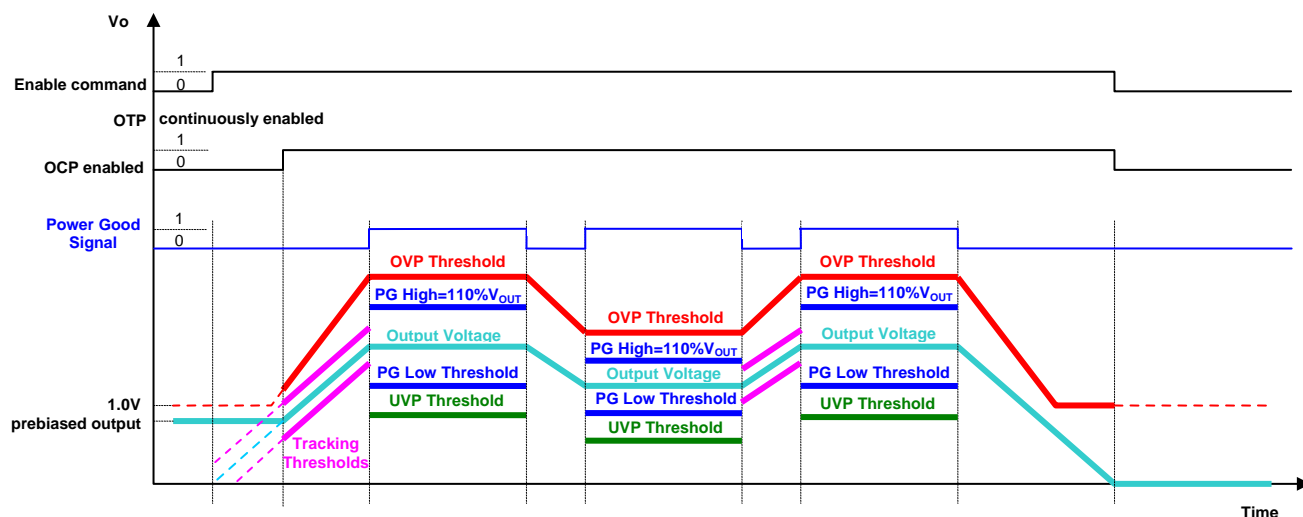 Vo
1
Enable command
0
OTP continuously enabled
1
OCP enabled
0
Power Good
Signal
1
0
OVP Threshold
OVP Threshold
PG High=110%VOUT
PG High=110%VOUT
OVP Threshold
Output Voltage
Output Voltage
PG High=110%VOUT
Output Voltage
PG Low Threshold
PG Low Threshold
PG Low Threshold
UVP Threshold
UVP Threshold
UVP Threshold
1.0V
prebiased output
Tracking
Thresholds
Time